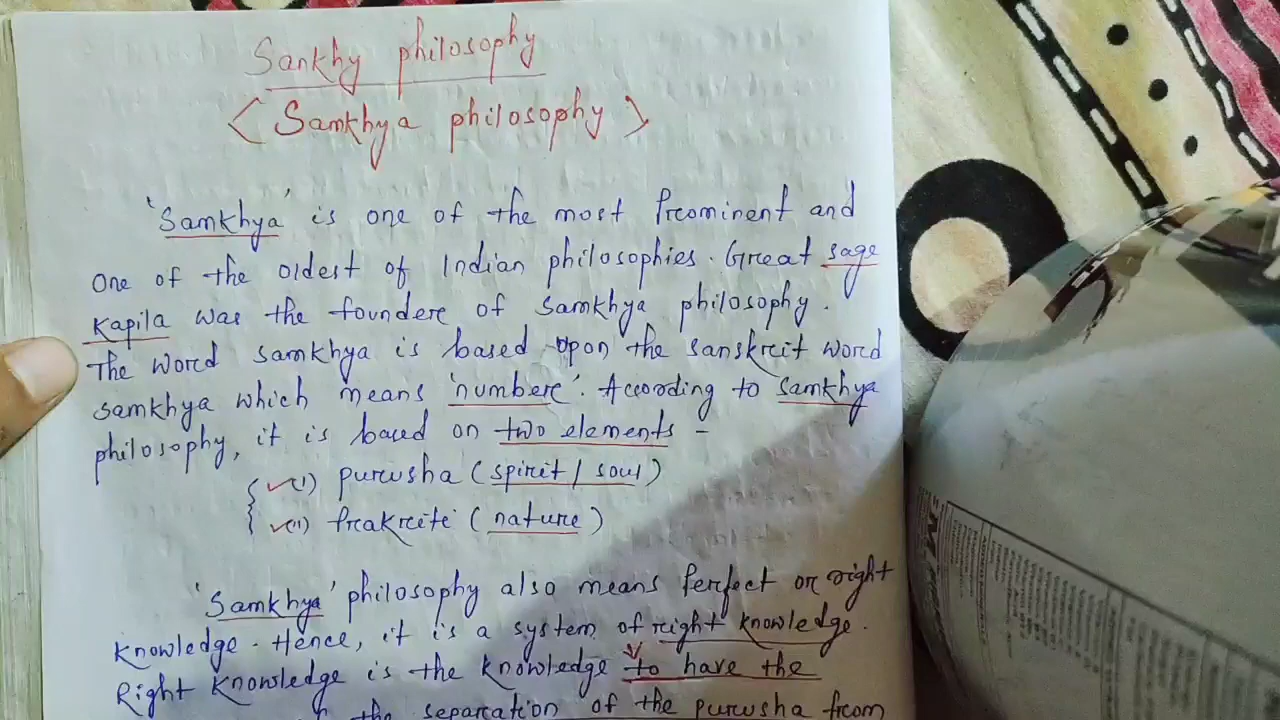 Sankhy philosophy
< Samkhya philosophy >
'Samkhya' is one of the most Prominent and
one of the oldest of Indian philosophies. Great sage
Kapila was the founder of Samkhya philosophy.
The word samkhya is based upon the sanskrit word
samkhya which means 'number'. According to samkhya
philosophy, it is based on two elements -
(i) purusha (spirit / soul)
(ii) Prakriti (nature)
'Samkhya' philosophy also means Perfect or right
knowledge. Hence, it is a system of right knowledge.
Right knowledge is the knowledge to have the
the separation of the purusha from